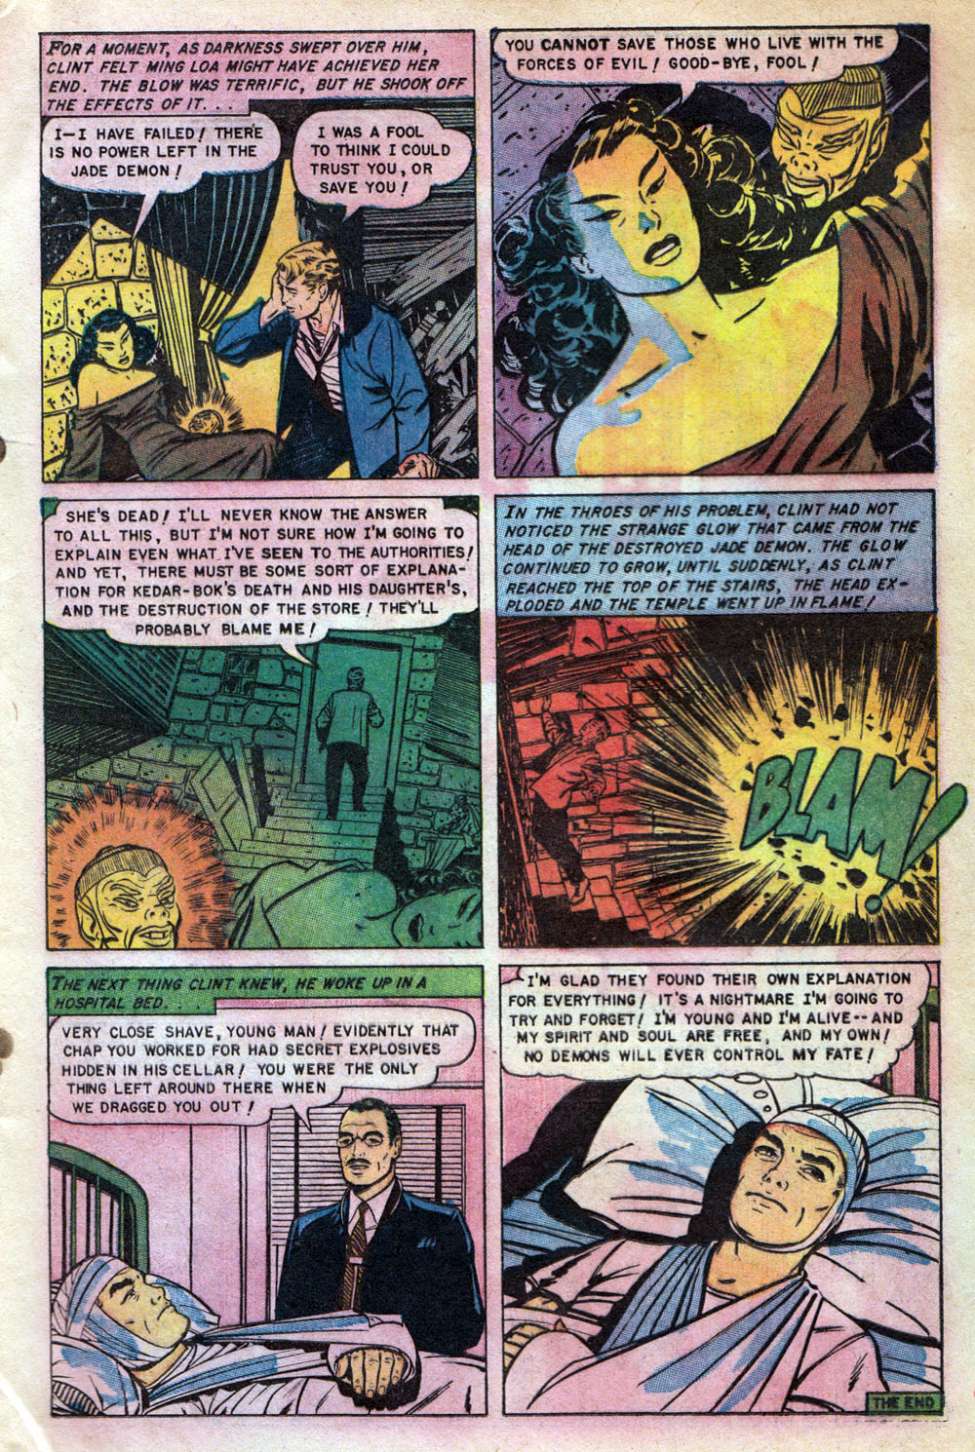 FOR A MOMENT, AS DARKNESS SWEPT OVER HIM,
CLINT FELT MING LOA MIGHT HAVE ACHIEVED HER
END. THE BLOW WAS TERRIFIC, BUT HE SHOOK OFF
THE EFFECTS OF IT. . .
I—I HAVE FAILED! THERE
IS NO POWER LEFT IN THE
JADE DEMON!
I WAS A FOOL
TO THINK I COULD
TRUST YOU, OR
SAVE YOU!
YOU CANNOT SAVE THOSE WHO LIVE WITH THE
FORCES OF EVIL! GOOD-BYE, FOOL!
SHE'S DEAD! I'LL NEVER KNOW THE ANSWER
TO ALL THIS, BUT I'M NOT SURE HOW I'M GOING TO
EXPLAIN EVEN WHAT I'VE SEEN TO THE AUTHORITIES!
AND YET, THERE MUST BE SOME SORT OF EXPLANA-
TION FOR KEDAR-BOK'S DEATH AND HIS DAUGHTER'S,
AND THE DESTRUCTION OF THE STORE! THEY'LL
PROBABLY BLAME ME!
IN THE THROES OF HIS PROBLEM, CLINT HAD NOT
NOTICED THE STRANGE GLOW THAT CAME FROM THE
HEAD OF THE DESTROYED JADE DEMON. THE GLOW
CONTINUED TO GROW, UNTIL SUDDENLY, AS CLINT
REACHED THE TOP OF THE STAIRS, THE HEAD EX-
PLODED AND THE TEMPLE WENT UP IN FLAME!
BLAM!
THE NEXT THING CLINT KNEW, HE WOKE UP IN A
HOSPITAL BED. . . .
VERY CLOSE SHAVE, YOUNG MAN! EVIDENTLY THAT
CHAP YOU WORKED FOR HAD SECRET EXPLOSIVES
HIDDEN IN HIS CELLAR! YOU WERE THE ONLY
THING LEFT AROUND THERE WHEN
WE DRAGGED YOU OUT!
I'M GLAD THEY FOUND THEIR OWN EXPLANATION
FOR EVERYTHING! IT'S A NIGHTMARE I'M GOING TO
TRY AND FORGET! I'M YOUNG AND I'M ALIVE--AND
MY SPIRIT AND SOUL ARE FREE, AND MY OWN!
NO DEMONS WILL EVER CONTROL MY FATE!
THE END